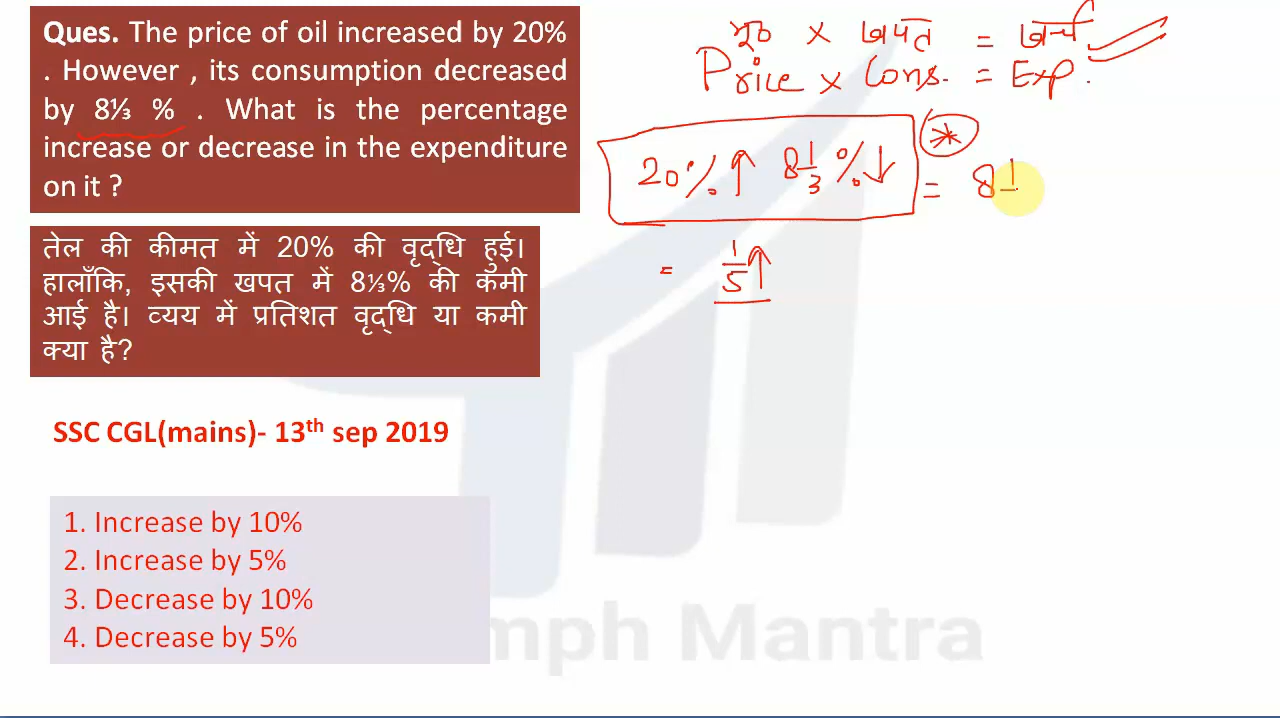 Ques. The price of oil increased by 20%
. However , its consumption decreased
by 8⅓ % . What is the percentage
increase or decrease in the expenditure
on it ?
तेल की कीमत में 20% की वृद्धि हुई।
हालाँकि, इसकी खपत में 8⅓% की कमी
आई है। व्यय में प्रतिशत वृद्धि या कमी
क्या है?
SSC CGL(mains)- 13th sep 2019
1. Increase by 10%
2. Increase by 5%
3. Decrease by 10%
4. Decrease by 5%
मू० × खपत = खर्च
Price × Cons. = Exp.
20%↑ 8 1/3 %↓ * = 8 1
= 1/5 ↑
mph Mantra